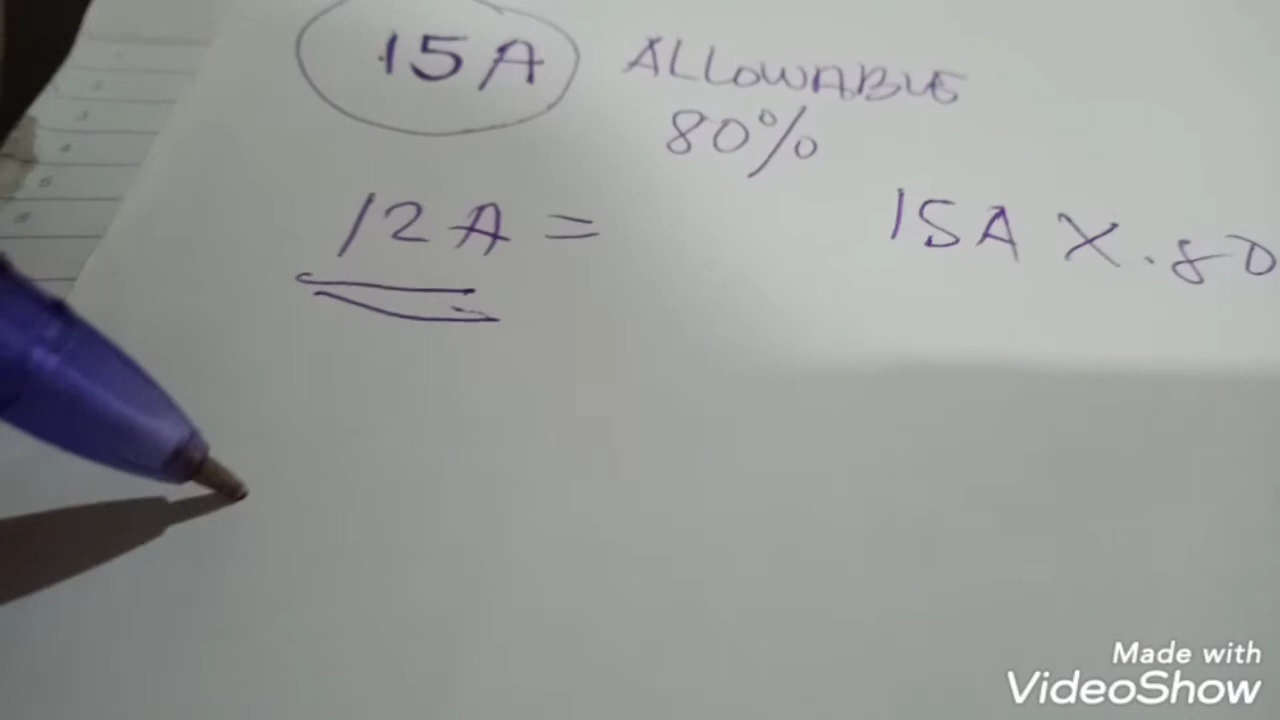 15A ALLOWABLE
80%
12A = 15A X .80
Made with
VideoShow